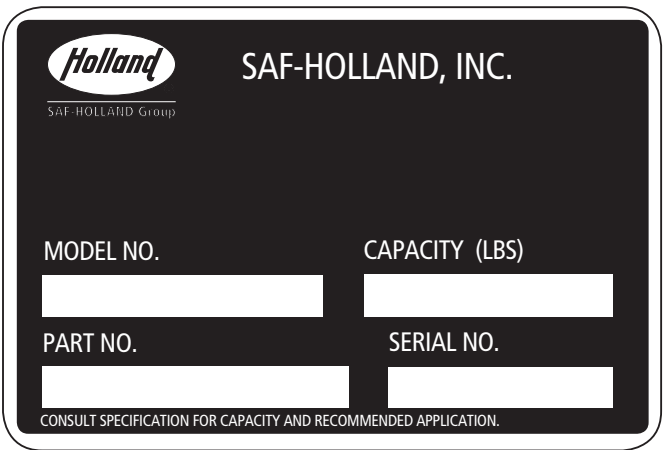 Holland
SAF-HOLLAND, INC.
SAF-HOLLAND Group
MODEL NO.
CAPACITY (LBS)
PART NO.
SERIAL NO.
CONSULT SPECIFICATION FOR CAPACITY AND RECOMMENDED APPLICATION.